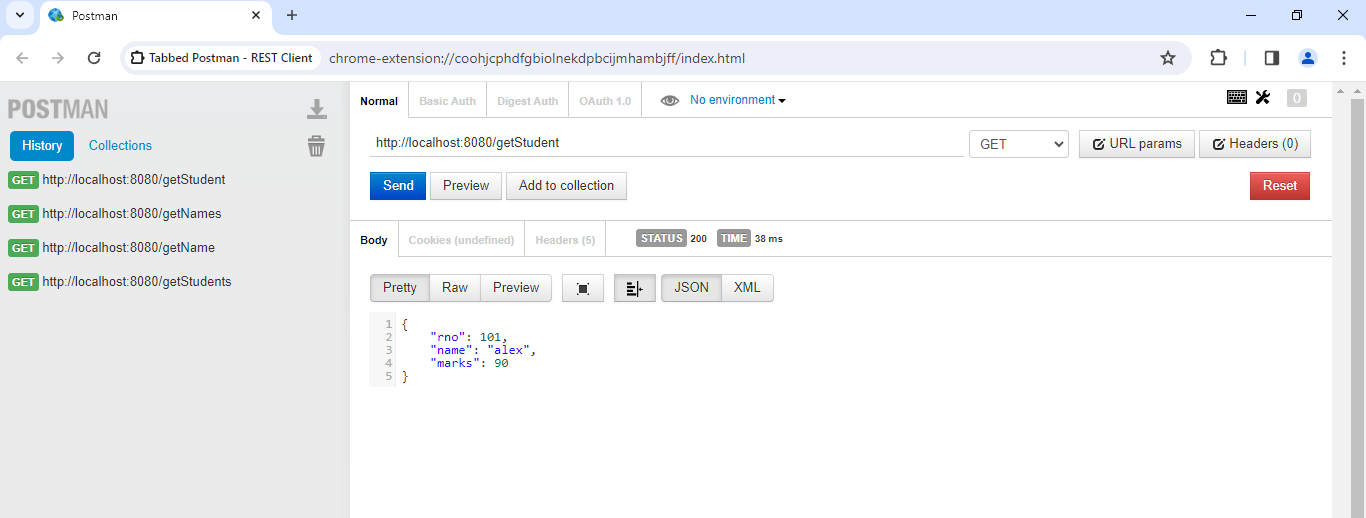 Postman
Tabbed Postman - REST Client chrome-extension://coohjcphdfgbiolnekdpbcijmhambjff/index.html
POSTMAN
History Collections
GET http://localhost:8080/getStudent
GET http://localhost:8080/getNames
GET http://localhost:8080/getName
GET http://localhost:8080/getStudents
Normal Basic Auth Digest Auth OAuth 1.0 No environment 0
http://localhost:8080/getStudent GET URL params Headers (0)
Send Preview Add to collection Reset
Body Cookies (undefined) Headers (5) STATUS 200 TIME 38 ms
Pretty Raw Preview JSON XML
1 {
2 "rno": 101,
3 "name": "alex",
4 "marks": 90
5 }